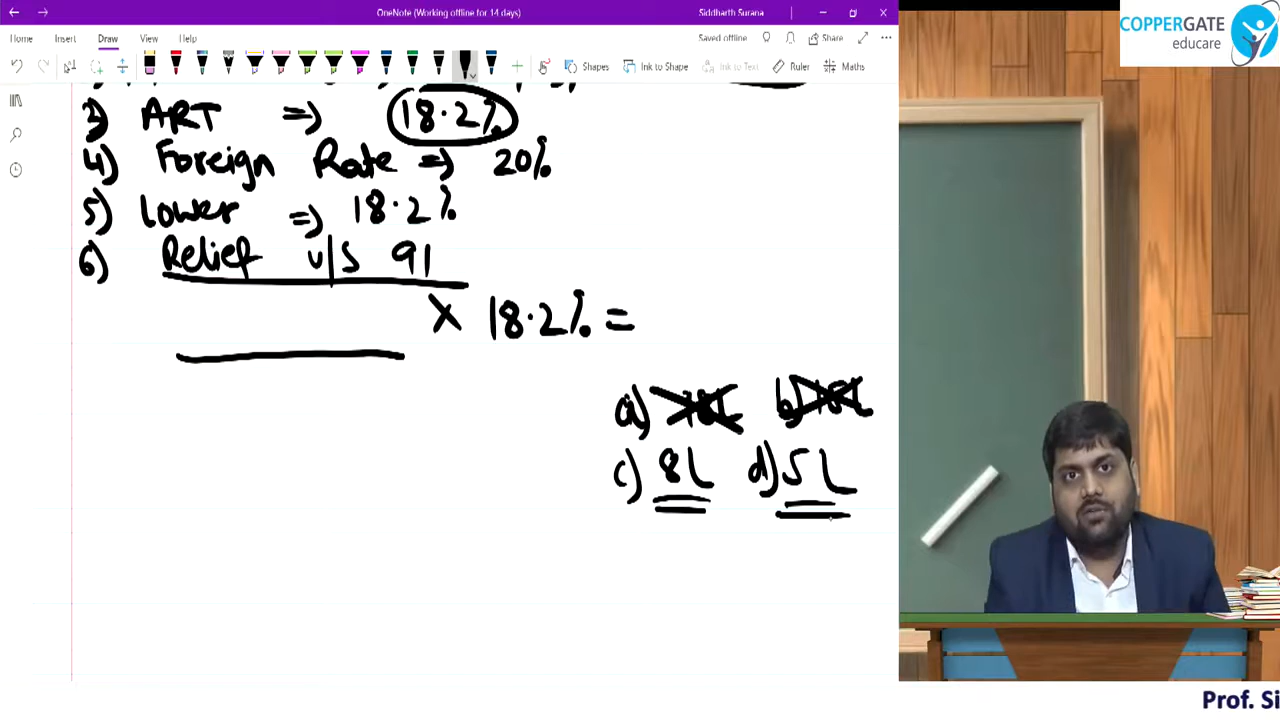 OneNote (Working offline for 14 days)
Siddharth Surana
Home Insert Draw View Help
Saved offline
Share
Shapes
Ink to Shape
Ink to Text
Ruler
Maths
COPPERGATE
educare
3) ART => 18.2%
4) Foreign Rate => 20%
5) Lower => 18.2%
6) Relief u/s 91
x 18.2% =
a) b)
c) 8L d) 5L
Prof. Si